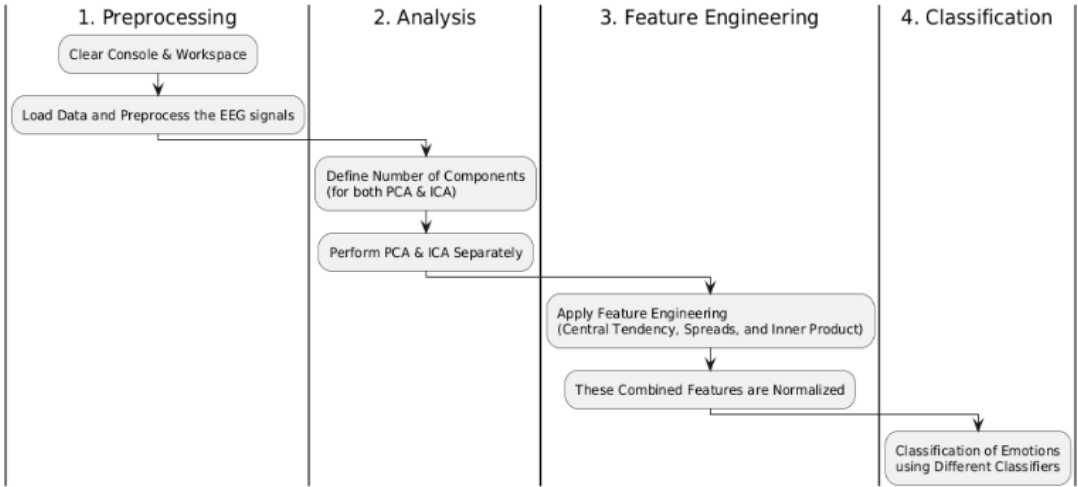 1. Preprocessing
2. Analysis
3. Feature Engineering
4. Classification
Clear Console & Workspace
Load Data and Preprocess the EEG signals
Define Number of Components
(for both PCA & ICA)
Perform PCA & ICA Separately
Apply Feature Engineering
(Central Tendency, Spreads, and Inner Product)
These Combined Features are Normalized
Classification of Emotions
using Different Classifiers